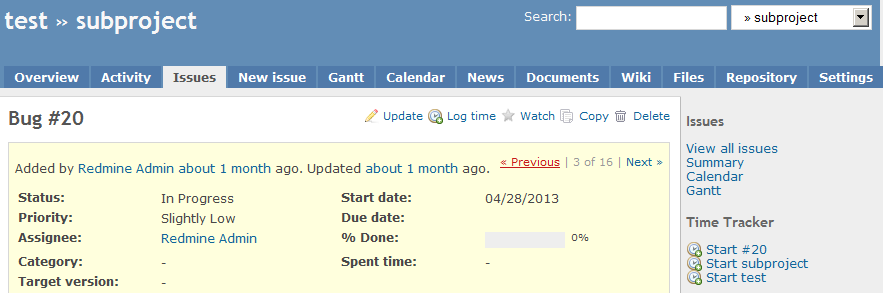 test » subproject
Search:
» subproject
Overview Activity Issues New issue Gantt Calendar News Documents Wiki Files Repository Settings
Bug #20
Update Log time Watch Copy Delete
Added by Redmine Admin about 1 month ago. Updated about 1 month ago.
« Previous | 3 of 16 | Next »
Status: In Progress Start date: 04/28/2013
Priority: Slightly Low Due date:
Assignee: Redmine Admin % Done: 0%
Category: - Spent time: -
Target version: -
Issues
View all issues
Summary
Calendar
Gantt
Time Tracker
Start #20
Start subproject
Start test